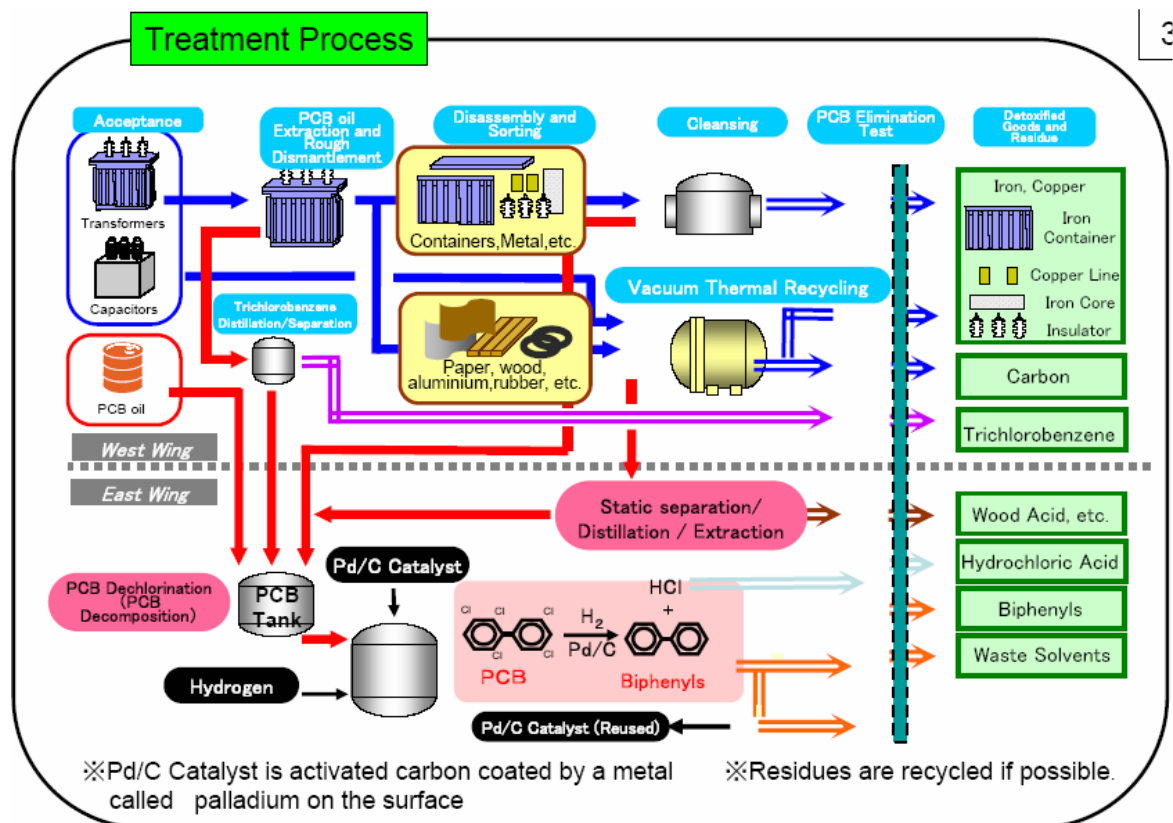 Treatment Process
3
Acceptance
PCB oil
Extraction and
Rough
Dismantlement
Disassembly and
Sorting
Cleansing
PCB Elimination
Test
Detoxified
Goods and
Residue
Transformers
Capacitors
Containers,Metal,etc.
Iron, Copper
Iron
Container
Copper Line
Iron Core
Insulator
Trichlorobenzene
Distillation/Separation
Vacuum Thermal Recycling
Paper, wood,
aluminium,rubber, etc.
PCB oil
Carbon
Trichlorobenzene
West Wing
East Wing
Static separation/
Distillation / Extraction
Wood Acid, etc.
Hydrochloric Acid
Biphenyls
Waste Solvents
PCB Dechlorination
(PCB
Decomposition)
PCB
Tank
Pd/C Catalyst
Hydrogen
HCl
+
Cl
Cl
Cl
Cl
Cl
H2
Pd/C
PCB
Biphenyls
Pd/C Catalyst (Reused)
※Pd/C Catalyst is activated carbon coated by a metal
called palladium on the surface
※Residues are recycled if possible.